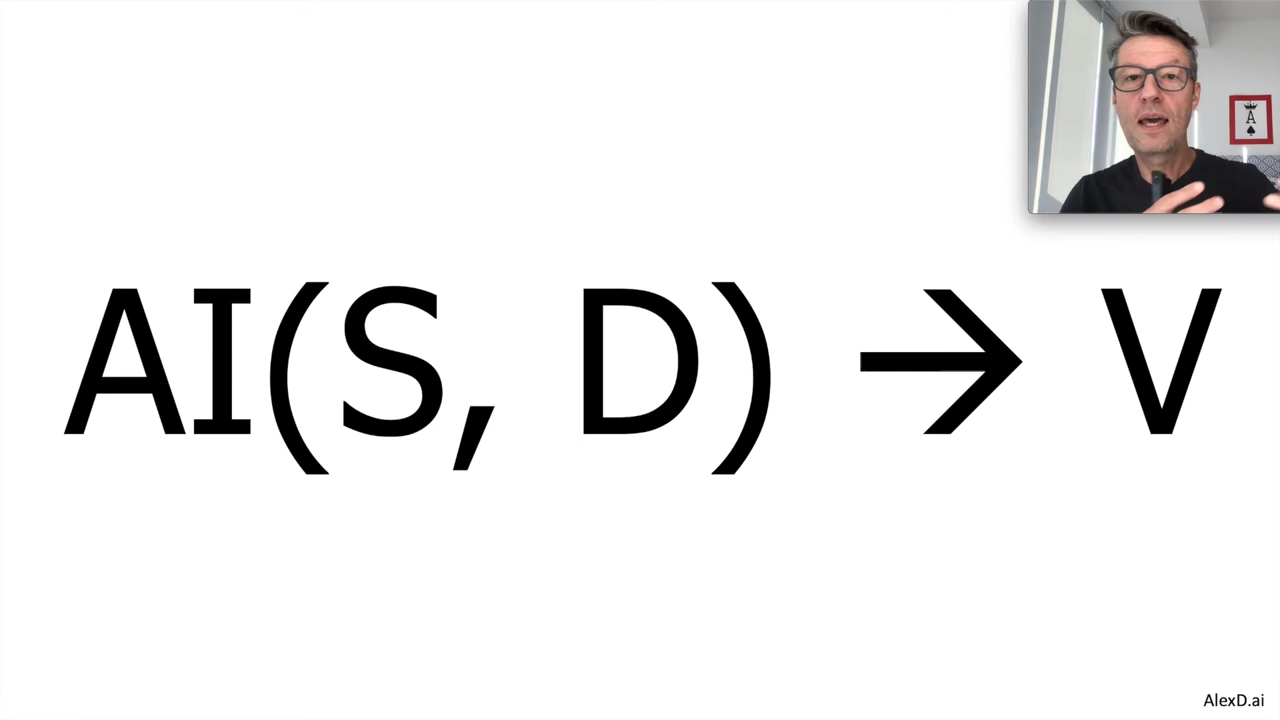 A
AI(S, D) → V
AlexD.ai